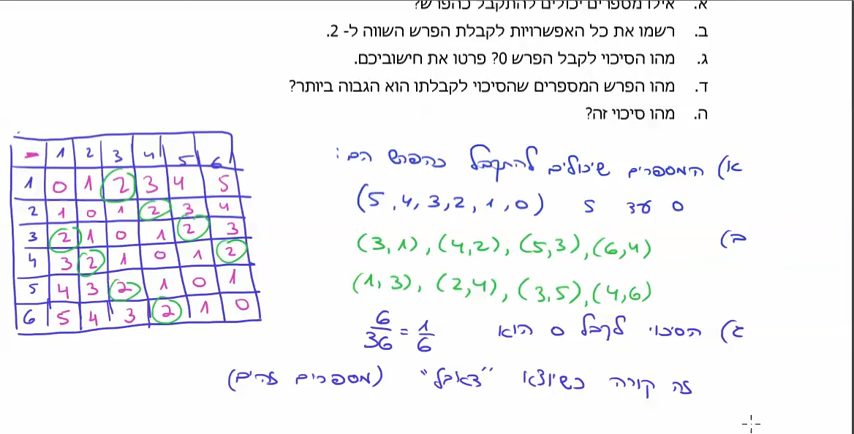 א. אילו מספרים יכולים להתקבל כהפרש?
ב. רשמו את כל האפשרויות לקבלת הפרש השווה ל- 2.
ג. מהו הסיכוי לקבל הפרש 0? פרטו את חישוביכם.
ד. מהו הפרש המספרים שהסיכוי לקבלתו הוא הגבוה ביותר?
ה. מהו סיכוי זה?
- 1 2 3 4 5 6
1 0 1 2 3 4 5
2 1 0 1 2 3 4
3 2 1 0 1 2 3
4 3 2 1 0 1 2
5 4 3 2 1 0 1
6 5 4 3 2 1 0
א) המספרים שיכולים להתקבל כהפרש הם:
0 עד 5 (5,4,3,2,1,0)
ב) (3,1),(4,2),(5,3),(6,4)
(1,3),(2,4),(3,5),(4,6)
ג) הסיכוי לקבל 0 הוא 6/36 = 1/6
זה קורה כשיוצא "דאבל" (מספרים זהים)